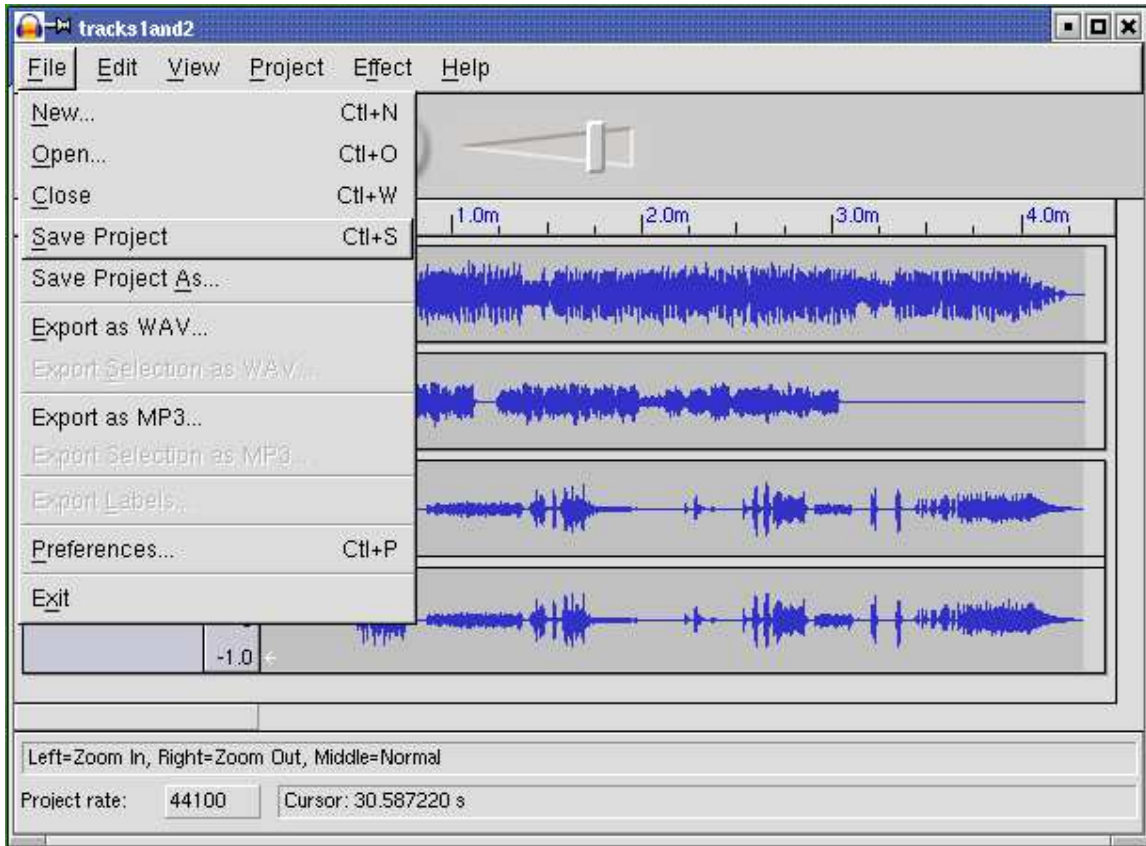 tracks1and2
File Edit View Project Effect Help
New... Ctl+N
Open... Ctl+O
Close Ctl+W
Save Project Ctl+S
Save Project As...
Export as WAV...
Export Selection as WAV...
Export as MP3...
Export Selection as MP3...
Export Labels...
Preferences... Ctl+P
Exit
1.0m 2.0m 3.0m 4.0m
-1.0
Left=Zoom In, Right=Zoom Out, Middle=Normal
Project rate: 44100 Cursor: 30.587220 s